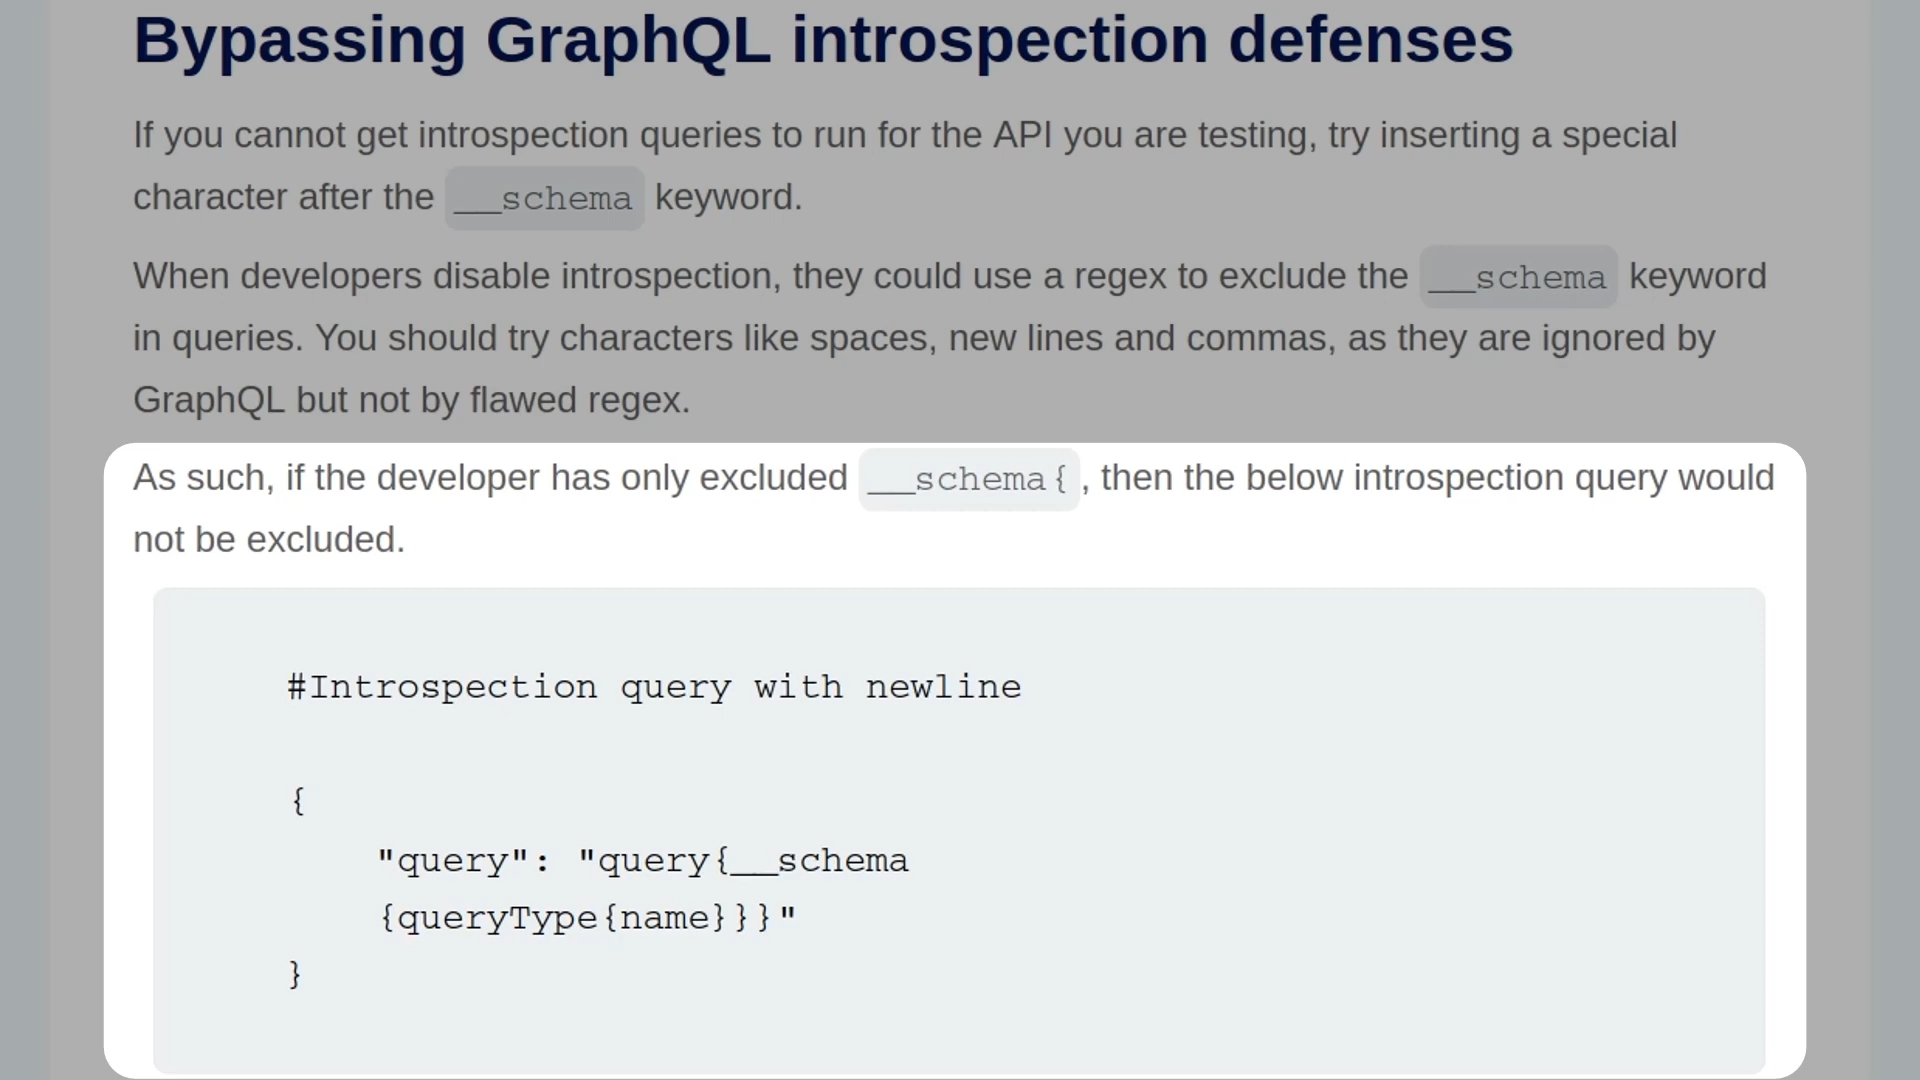 Bypassing GraphQL introspection defenses
If you cannot get introspection queries to run for the API you are testing, try inserting a special
character after the __schema keyword.
When developers disable introspection, they could use a regex to exclude the __schema keyword
in queries. You should try characters like spaces, new lines and commas, as they are ignored by
GraphQL but not by flawed regex.
As such, if the developer has only excluded __schema{, then the below introspection query would
not be excluded.
#Introspection query with newline
{
"query": "query{__schema
{queryType{name}}}"
}